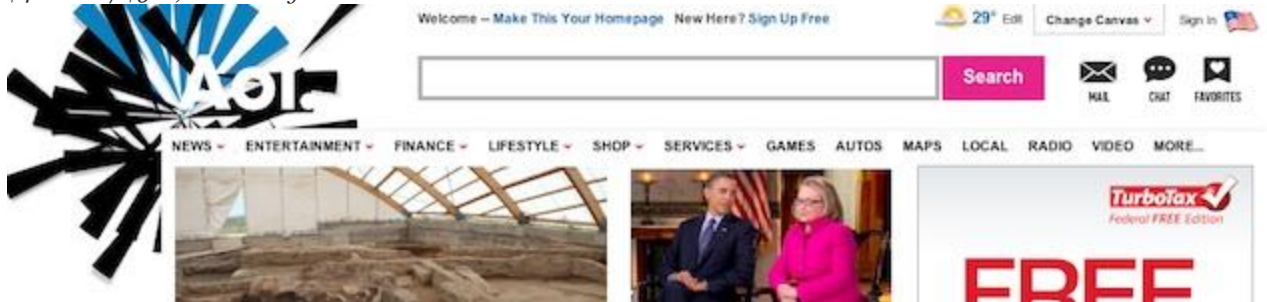 Welcome – Make This Your Homepage New Here? Sign Up Free
29° Edit
Change Canvas
Sign In
Aol.
Search
MAIL
CHAT
FAVORITES
NEWS ENTERTAINMENT FINANCE LIFESTYLE SHOP SERVICES GAMES AUTOS MAPS LOCAL RADIO VIDEO MORE...
TurboTax
Federal FREE Edition
FREE